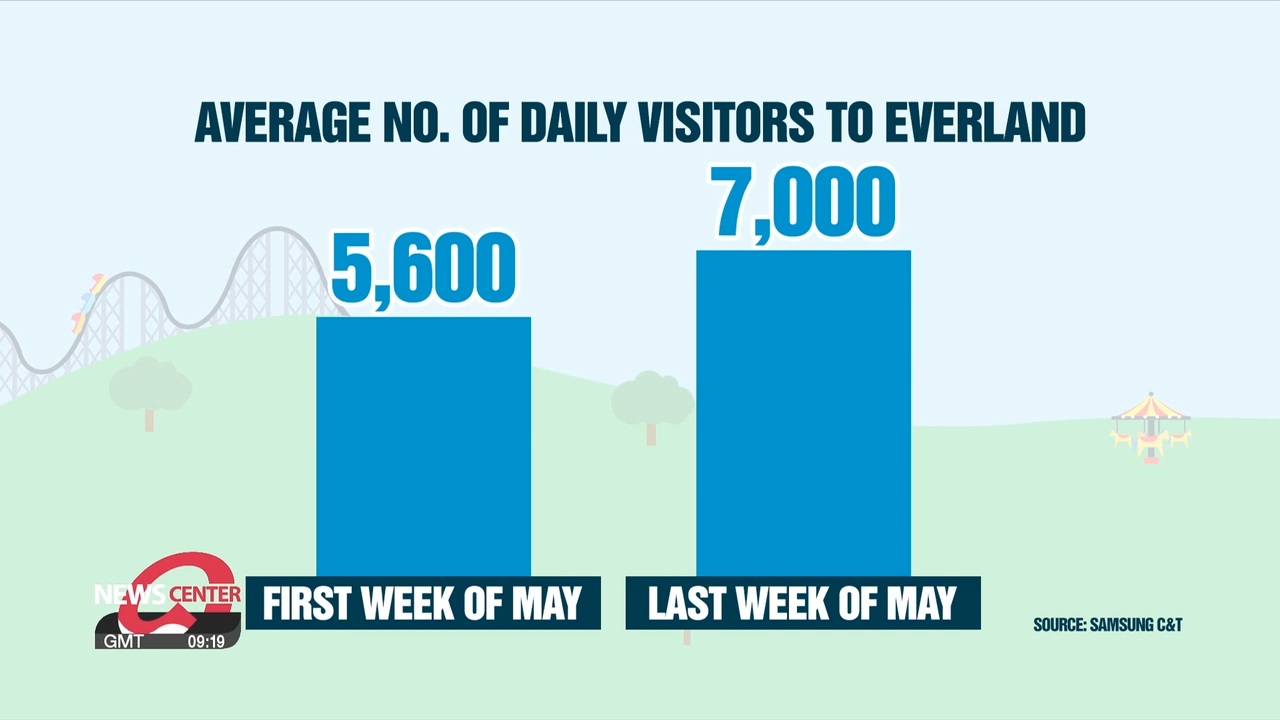 AVERAGE NO. OF DAILY VISITORS TO EVERLAND
5,600
7,000
FIRST WEEK OF MAY
LAST WEEK OF MAY
NEWS CENTER
GMT 09:19
SOURCE: SAMSUNG C&T